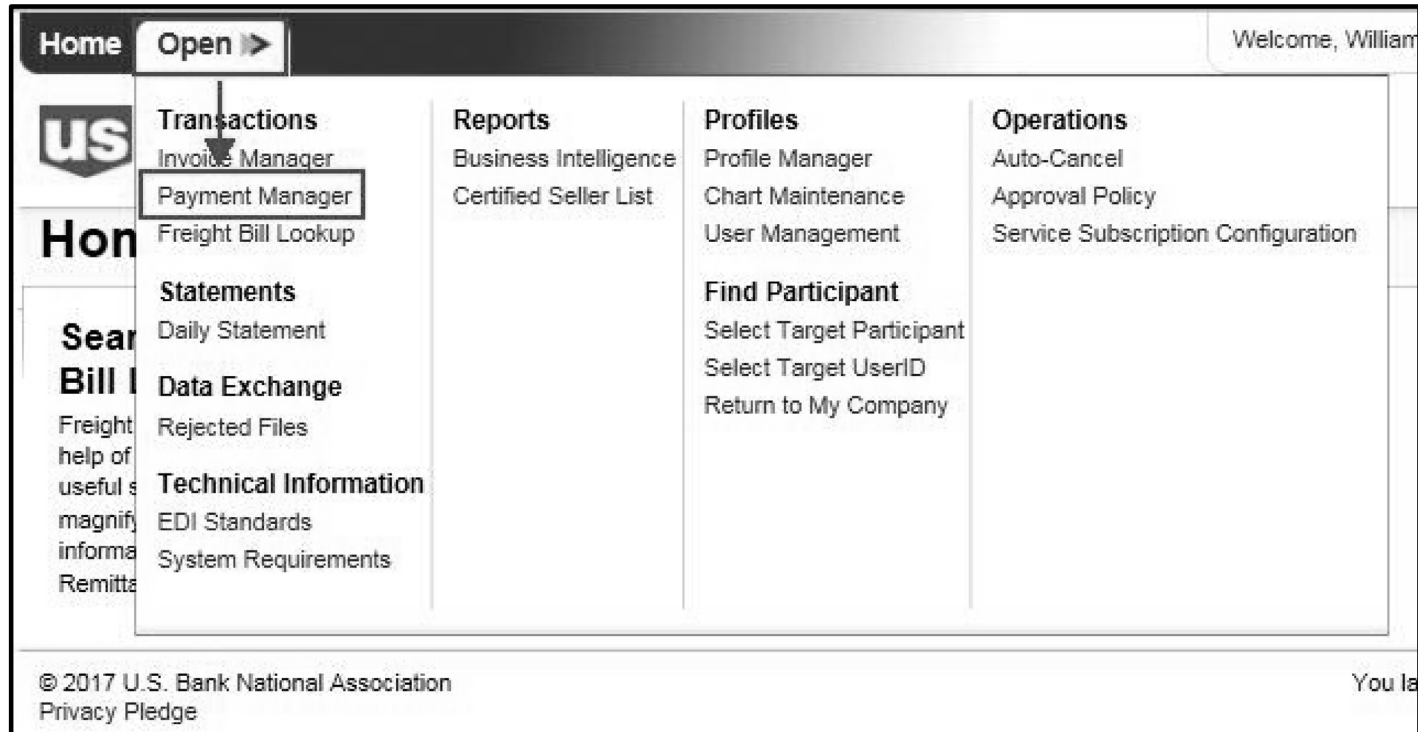 Home Open
Welcome, William
us
Transactions
Invoice Manager
Payment Manager
Freight Bill Lookup
Statements
Daily Statement
Data Exchange
Rejected Files
Technical Information
EDI Standards
System Requirements
Reports
Business Intelligence
Certified Seller List
Profiles
Profile Manager
Chart Maintenance
User Management
Find Participant
Select Target Participant
Select Target UserID
Return to My Company
Operations
Auto-Cancel
Approval Policy
Service Subscription Configuration
Hon
Sear
Bill
Freight
help of
useful s
magnify
informa
Remitta
© 2017 U.S. Bank National Association
Privacy Pledge
You la